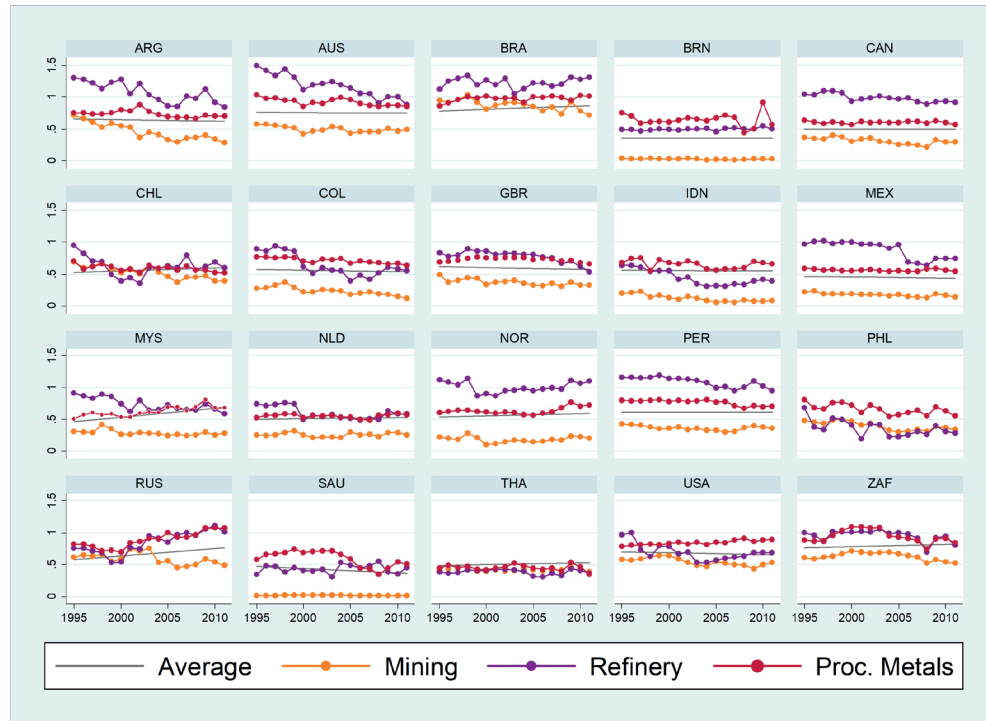 ARG AUS BRA BRN CAN
1.5
1
.5
0
CHL COL GBR IDN MEX
1.5
1
.5
0
MYS NLD NOR PER PHL
1.5
1
.5
0
RUS SAU THA USA ZAF
1.5
1
.5
0
1995 2000 2005 2010 1995 2000 2005 2010 1995 2000 2005 2010 1995 2000 2005 2010 1995 2000 2005 2010
Average Mining Refinery Proc. Metals